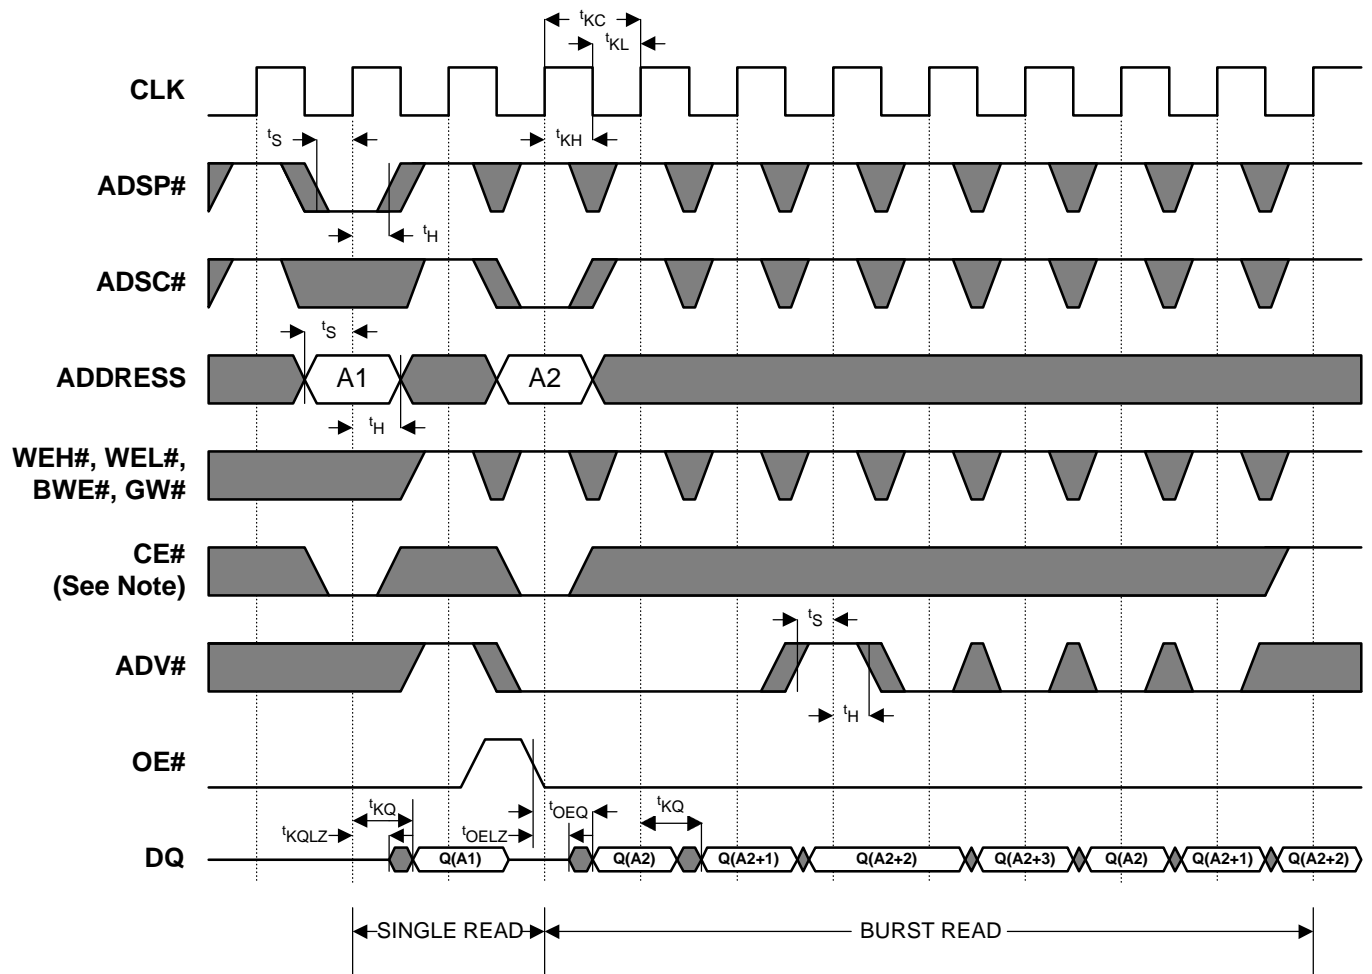 tKC
tKL
CLK
tS
tKH
ADSP#
tH
ADSC#
tS
ADDRESS
A1
A2
tH
WEH#, WEL#,
BWE#, GW#
CE#
(See Note)
tS
ADV#
tH
OE#
tKQ
tOEQ
tKQ
tKQLZ
tOELZ
DQ
Q(A1)
Q(A2)
Q(A2+1)
Q(A2+2)
Q(A2+3)
Q(A2)
Q(A2+1)
Q(A2+2)
SINGLE READ
BURST READ